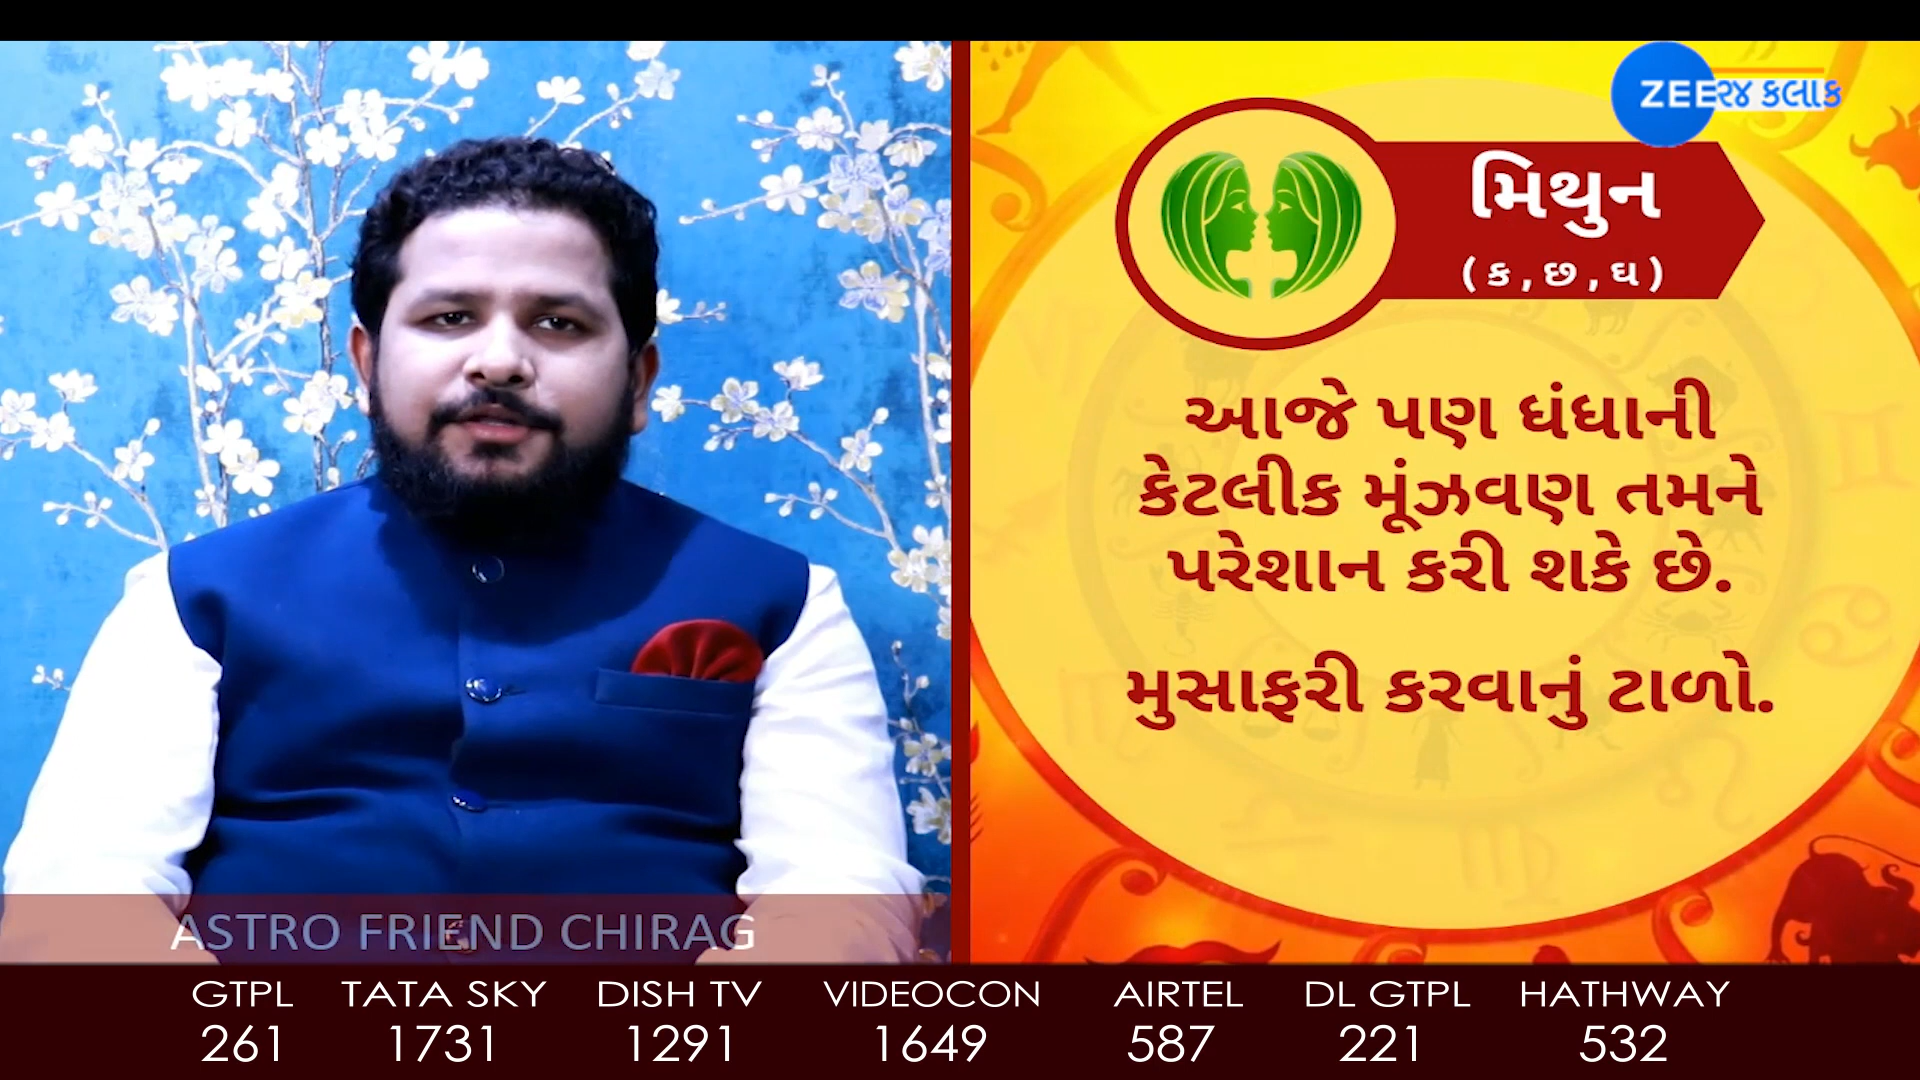 ZEE ૨૪ કલાક
મિથુન
(ક,છ,ઘ)
આજે પણ ધંધાની
કેટલીક મૂંઝવણ તમને
પરેશાન કરી શકે છે.
મુસાફરી કરવાનું ટાળો.
ASTRO FRIEND CHIRAG
GTPL TATA SKY DISH TV VIDEOCON AIRTEL DL GTPL HATHWAY
261 1731 1291 1649 587 221 532